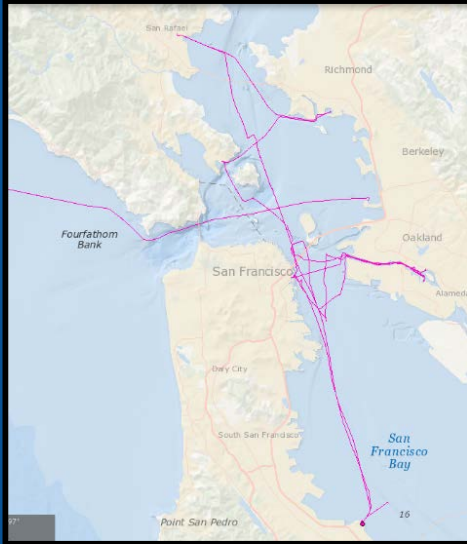 San Rafael
Richmond
Berkeley
Fourfathom
Bank
Oakland
San Francisco
Alameda
Daly City
San
Francisco
Bay
South San Francisco
16
Point San Pedro
97°